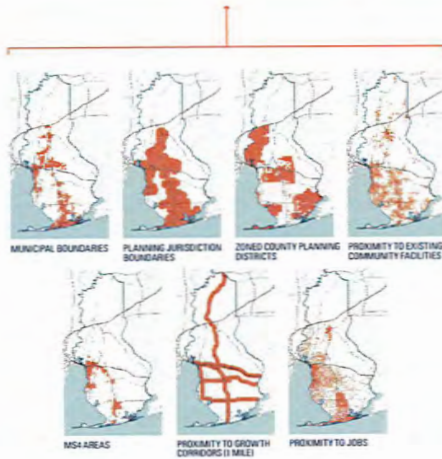 MUNICIPAL BOUNDARIES
PLANNING JURISDICTION
BOUNDARIES
ZONED COUNTY PLANNING
DISTRICTS
PROXIMITY TO EXISTING
COMMUNITY FACILITIES
MS4 AREAS
PROXIMITY TO GROWTH
CORRIDORS (1 MILE)
PROXIMITY TO JOBS